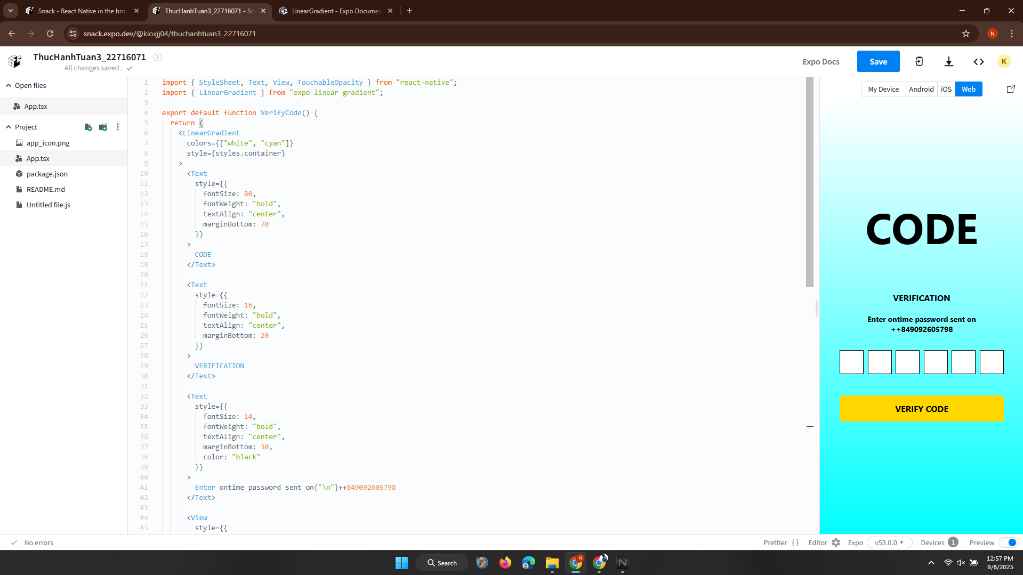 Snack - React Native in the bro
ThucHanhTuan3_22716071 - Sn
LinearGradient - Expo Docume
snack.expo.dev/@kioxjj04/thuchanhtuan3_22716071
K
ThucHanhTuan3_22716071
All changes saved.
Expo Docs
Save
K
Open files
App.tsx
Project
app_icon.png
App.tsx
package.json
README.md
Untitled file.js
import { StyleSheet, Text, View, TouchableOpacity } from "react-native";
import { LinearGradient } from "expo-linear-gradient";
export default function VerifyCode() {
return (
<LinearGradient
colors={["white", "cyan"]}
style={styles.container}
>
<Text
style={{
fontSize: 60,
fontWeight: "bold",
textAlign: "center",
marginBottom: 70
}}
>
CODE
</Text>
<Text
style={{
fontSize: 16,
fontWeight: "bold",
textAlign: "center",
marginBottom: 20
}}
>
VERIFICATION
</Text>
<Text
style={{
fontSize: 14,
fontWeight: "bold",
textAlign: "center",
marginBottom: 30,
color: "black"
}}
>
Enter ontime password sent on{"\n"}++849092605798
</Text>
<View
style={{
My Device
Android
iOS
Web
CODE
VERIFICATION
Enter ontime password sent on
++849092605798
VERIFY CODE
No errors
Prettier {}
Editor
Expo
v53.0.0
Devices 1
Preview
Search
12:57 PM
9/6/2025